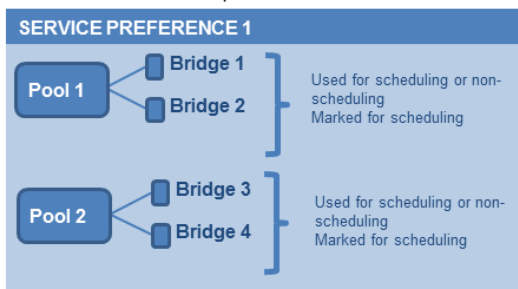 SERVICE PREFERENCE 1
Pool 1
Bridge 1
Bridge 2
Used for scheduling or non-
scheduling
Marked for scheduling
Pool 2
Bridge 3
Bridge 4
Used for scheduling or non-
scheduling
Marked for scheduling